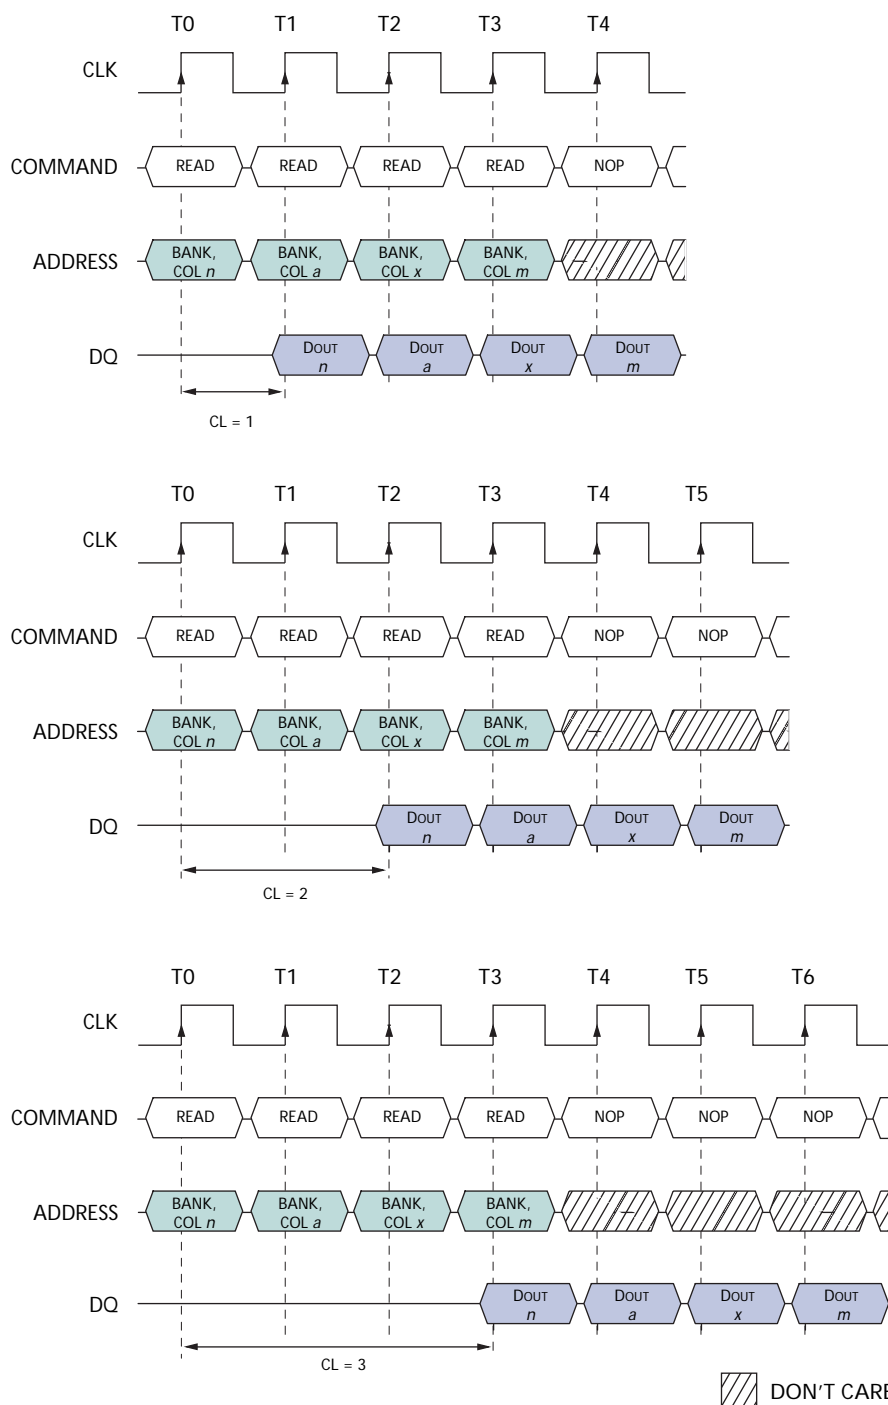 T0 T1 T2 T3 T4
CLK
COMMAND READ READ READ READ NOP
ADDRESS BANK, COL n BANK, COL a BANK, COL x BANK, COL m
DQ DOUT n DOUT a DOUT x DOUT m
CL = 1
T0 T1 T2 T3 T4 T5
CLK
COMMAND READ READ READ READ NOP NOP
ADDRESS BANK, COL n BANK, COL a BANK, COL x BANK, COL m
DQ DOUT n DOUT a DOUT x DOUT m
CL = 2
T0 T1 T2 T3 T4 T5 T6
CLK
COMMAND READ READ READ READ NOP NOP NOP
ADDRESS BANK, COL n BANK, COL a BANK, COL x BANK, COL m
DQ DOUT n DOUT a DOUT x DOUT m
CL = 3
DON'T CARE